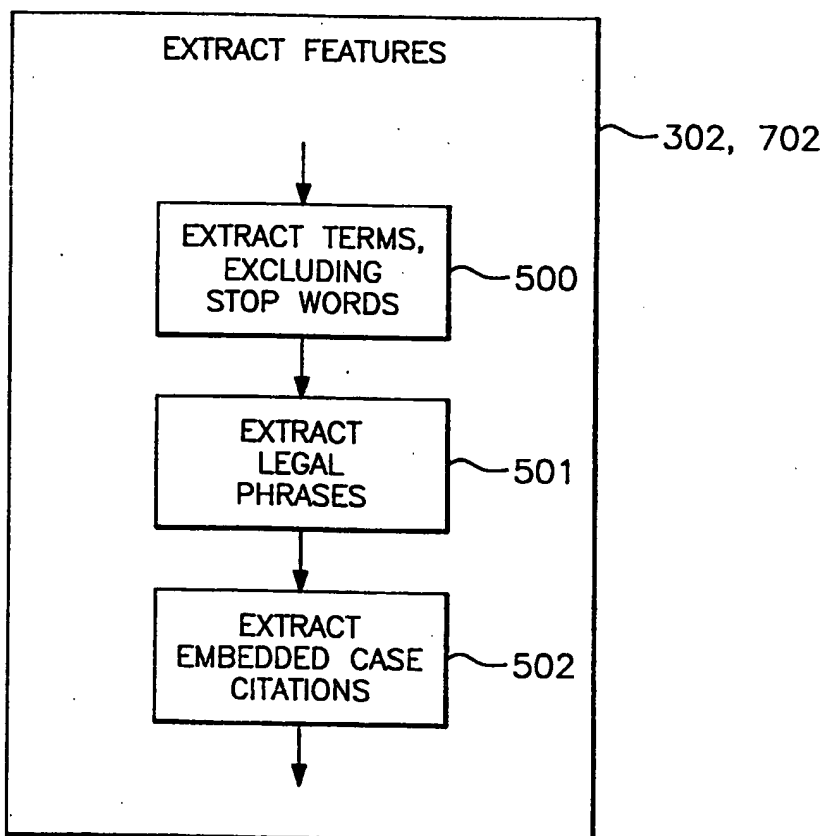 EXTRACT FEATURES
302, 702
EXTRACT TERMS,
EXCLUDING
STOP WORDS
500
EXTRACT
LEGAL
PHRASES
501
EXTRACT
EMBEDDED CASE
CITATIONS
502